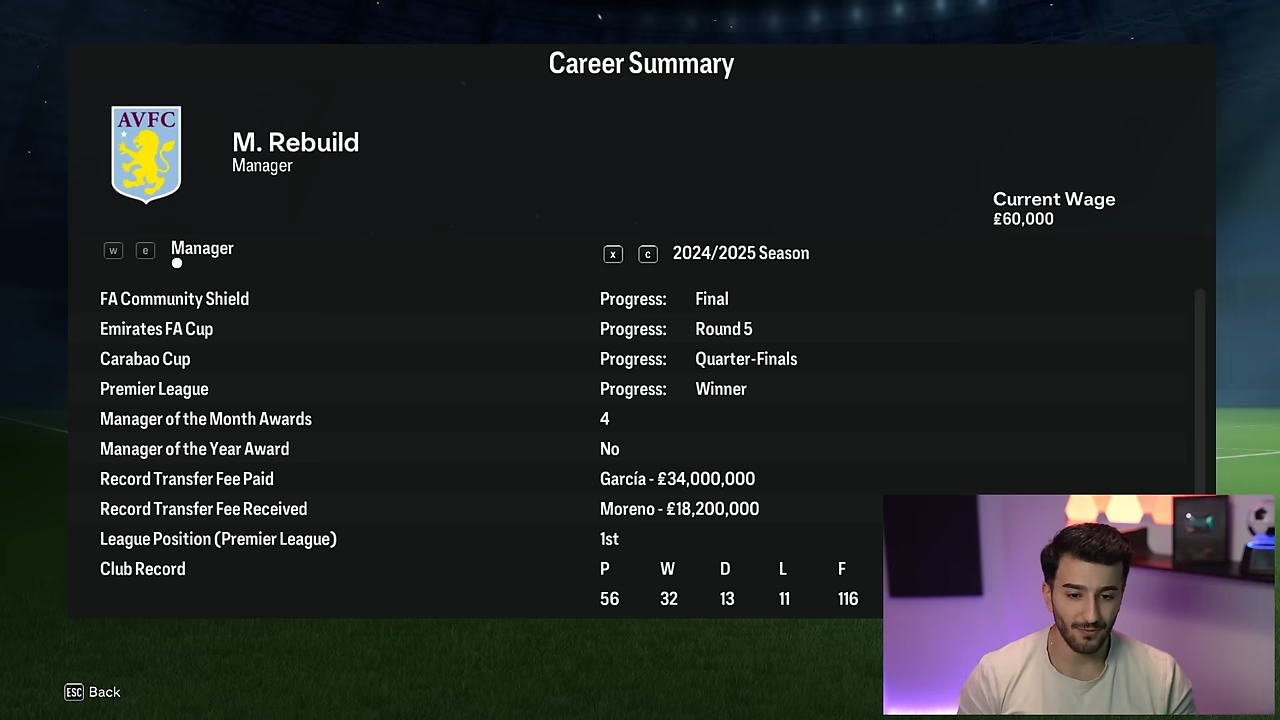 Career Summary
AVFC
M. Rebuild
Manager
Current Wage
£60,000
w e Manager
x c 2024/2025 Season
FA Community Shield Progress: Final
Emirates FA Cup Progress: Round 5
Carabao Cup Progress: Quarter-Finals
Premier League Progress: Winner
Manager of the Month Awards 4
Manager of the Year Award No
Record Transfer Fee Paid García - £34,000,000
Record Transfer Fee Received Moreno - £18,200,000
League Position (Premier League) 1st
Club Record P W D L F
56 32 13 11 116
ESC Back